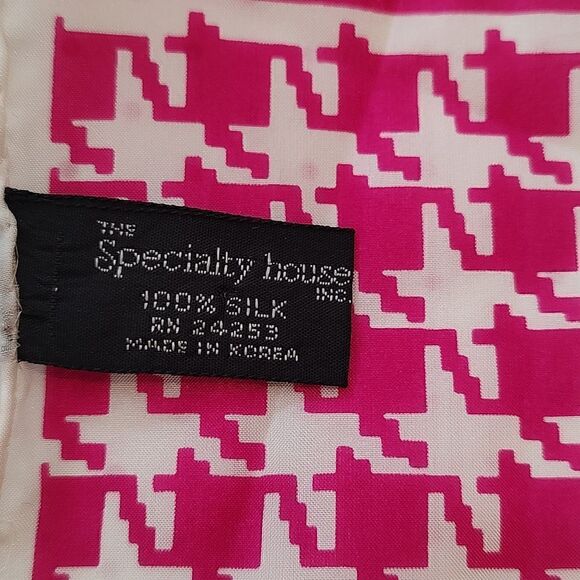 THE
Specialty house
INC.
100% SILK
RN 24253
MADE IN KOREA